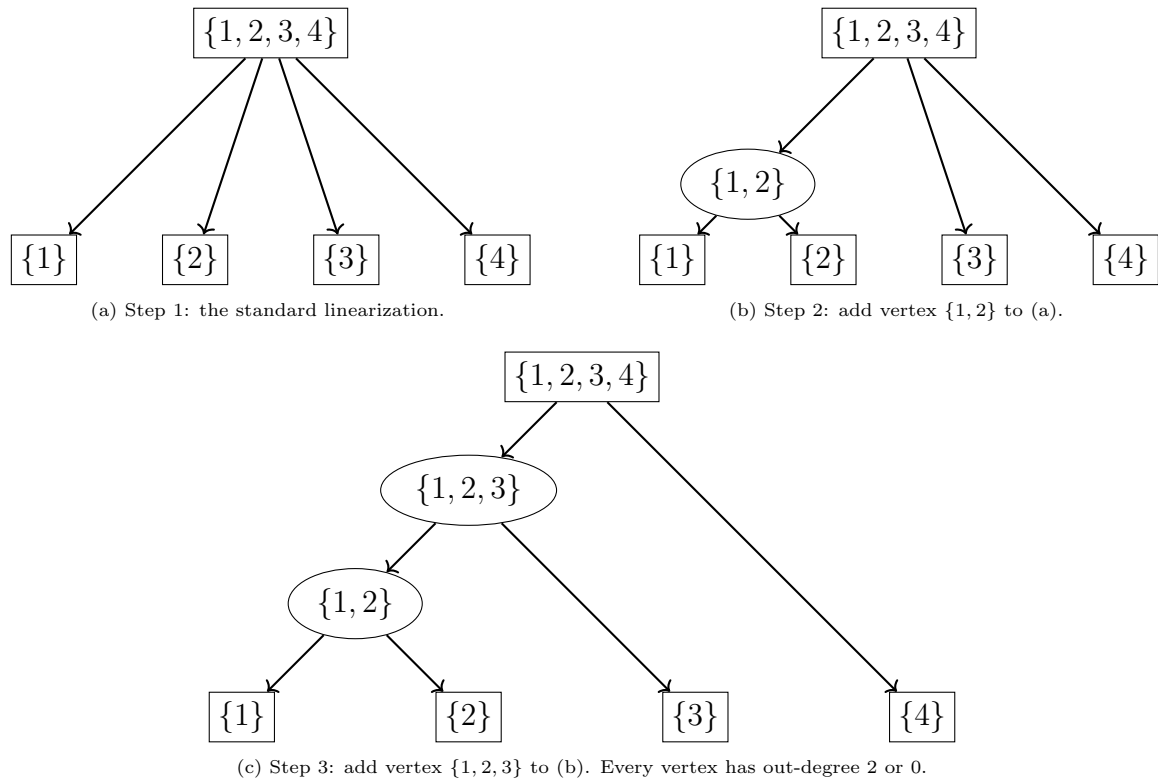 {1, 2, 3, 4} {1, 2, 3, 4}
{1, 2}
{1} {2} {3} {4} {1} {2} {3} {4}
(a) Step 1: the standard linearization. (b) Step 2: add vertex {1, 2} to (a).
{1, 2, 3, 4}
{1, 2, 3}
{1, 2}
{1} {2} {3} {4}
(c) Step 3: add vertex {1, 2, 3} to (b). Every vertex has out-degree 2 or 0.